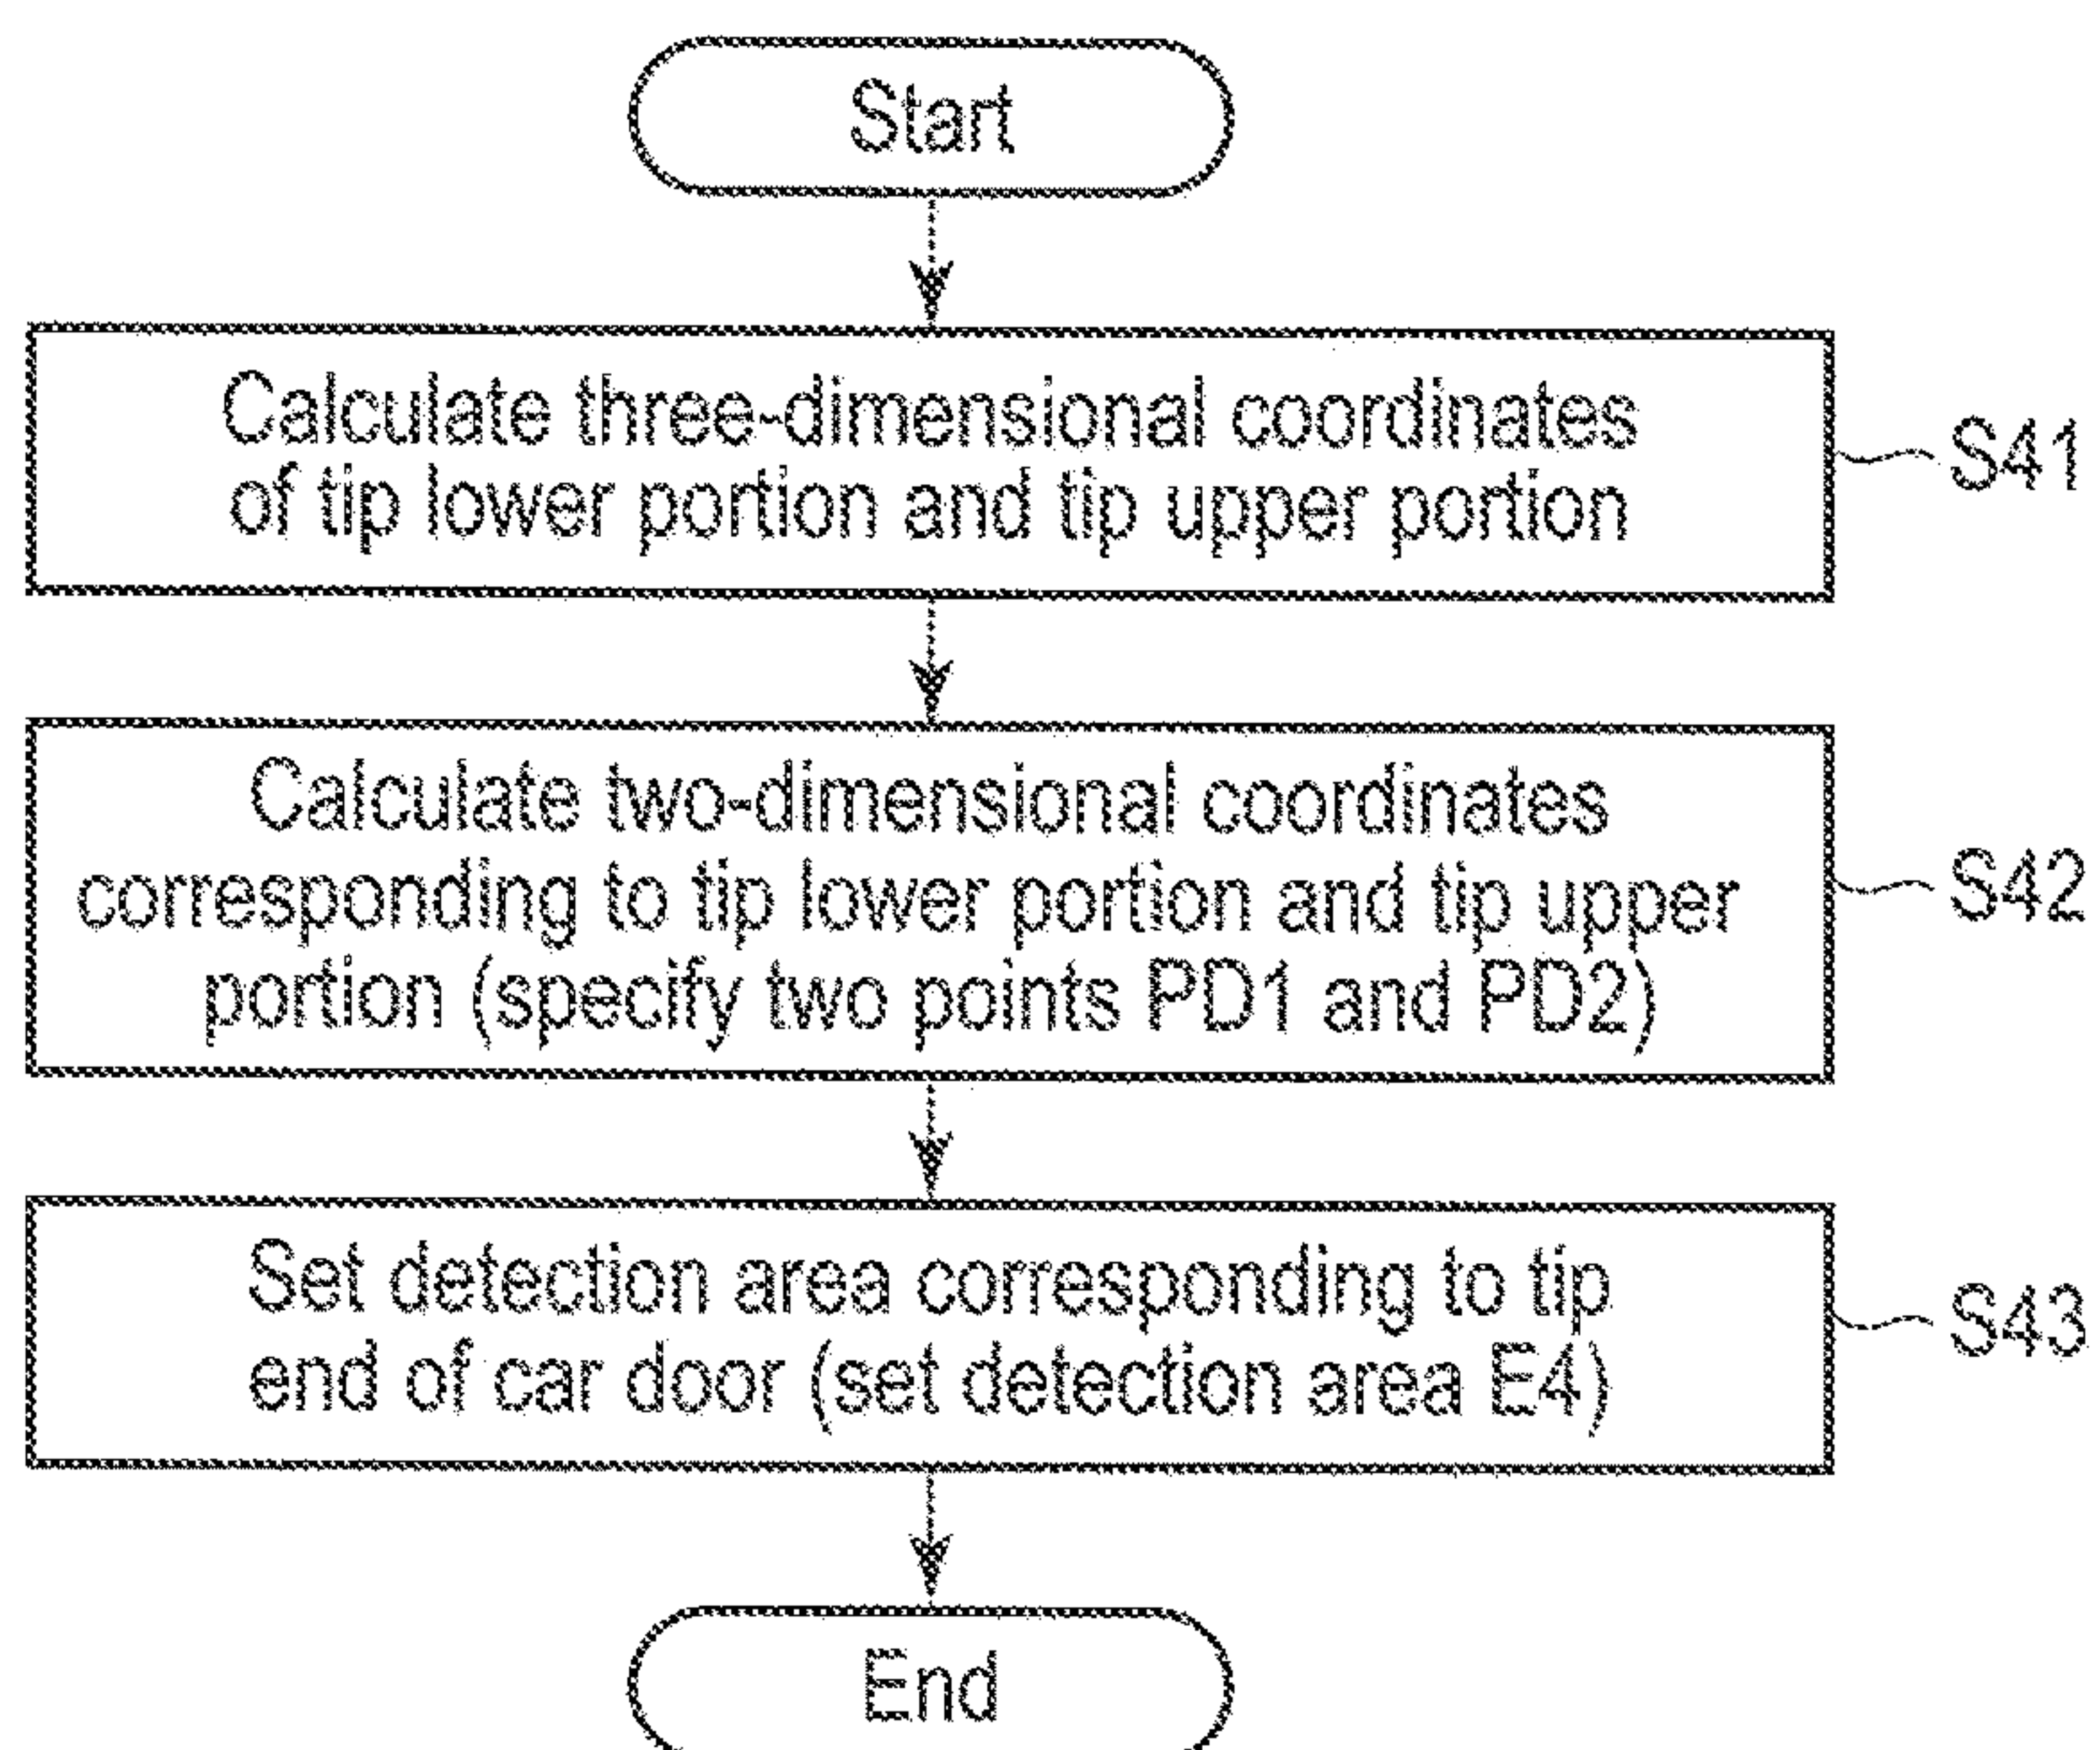 Start
Calculate three-dimensional coordinates
of tip lower portion and tip upper portion
S41
Calculate two-dimensional coordinates
corresponding to tip lower portion and tip upper
portion (specify two points PD1 and PD2)
S42
Set detection area corresponding to tip
end of car door (set detection area E4)
S43
End